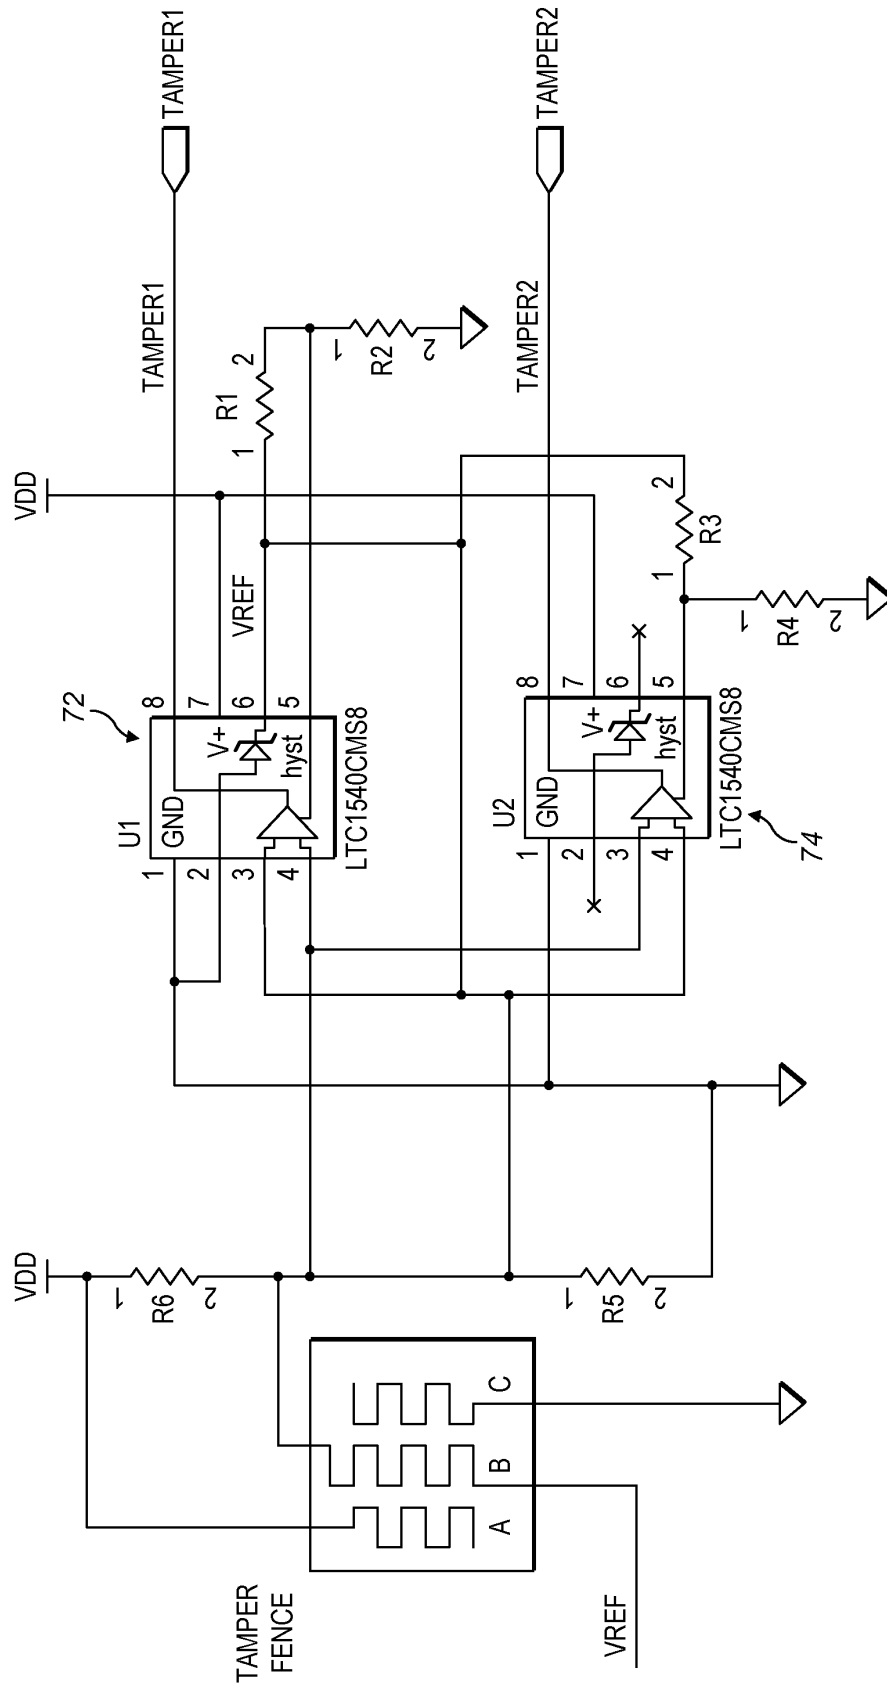 TAMPER1
TAMPER2
TAMPER1
TAMPER2
R1
1
2
1
R2
2
VDD
VREF
2
R3
1
1
R4
2
72
8
7
6
5
U1
GND
V+
hyst
LTC1540CMS8
1
2
3
4
8
7
6
5
U2
GND
V+
hyst
LTC1540CMS8
74
1
2
3
4
VDD
1
R6
2
1
R5
2
TAMPER
FENCE
A
B
C
VREF